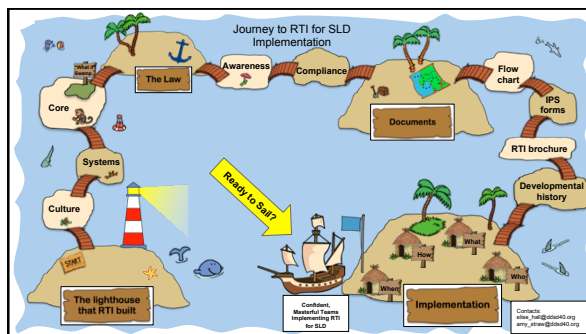 Journey to RTI for SLD
Implementation
"What if"
Swamp
The Law
Awareness
Compliance
Documents
Flow
chart
IPS
forms
RTI brochure
Developmental
history
Core
Systems
Culture
START
The lighthouse
that RTI built
Ready to Sail?
Confident,
Masterful Teams
implementing RTI
for SLD
How
What
When
Who
Implementation
Contacts:
elise_hall@ddsd40.org
amy_straw@ddsd40.org